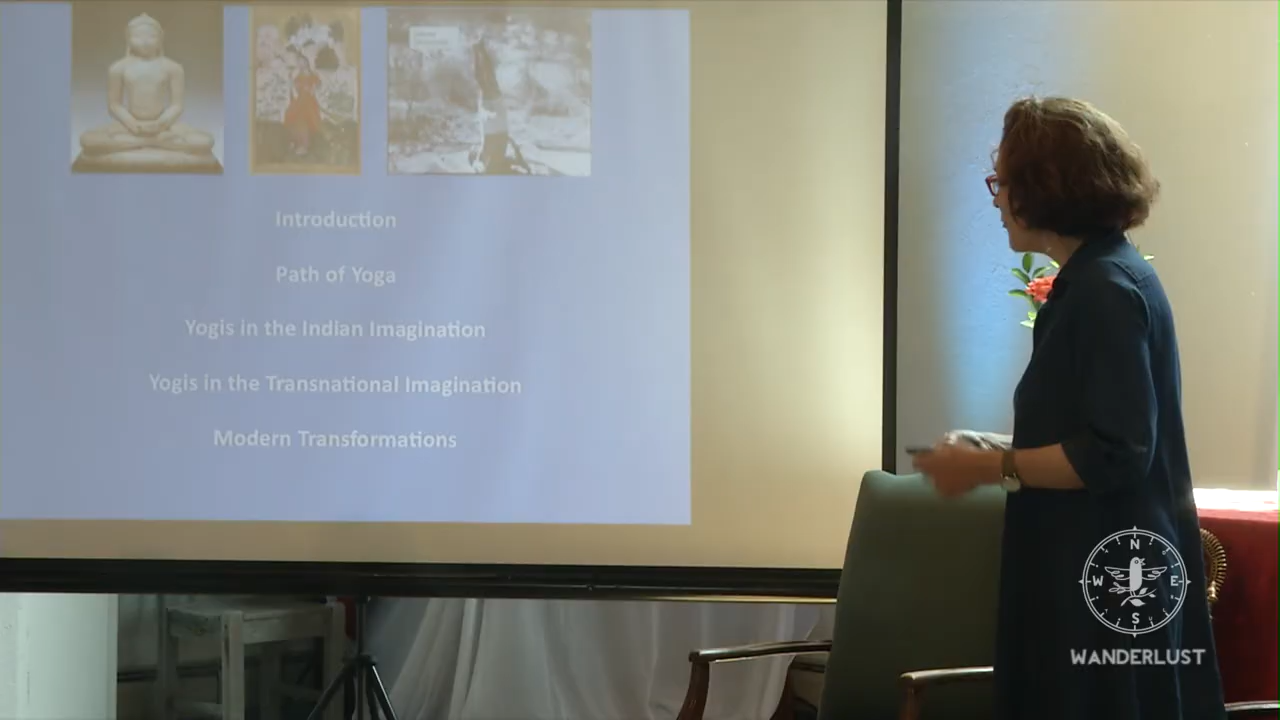 Introduction
Path of Yoga
Yogis in the Indian Imagination
Yogis in the Transnational Imagination
Modern Transformations
N
W E
S
WANDERLUST